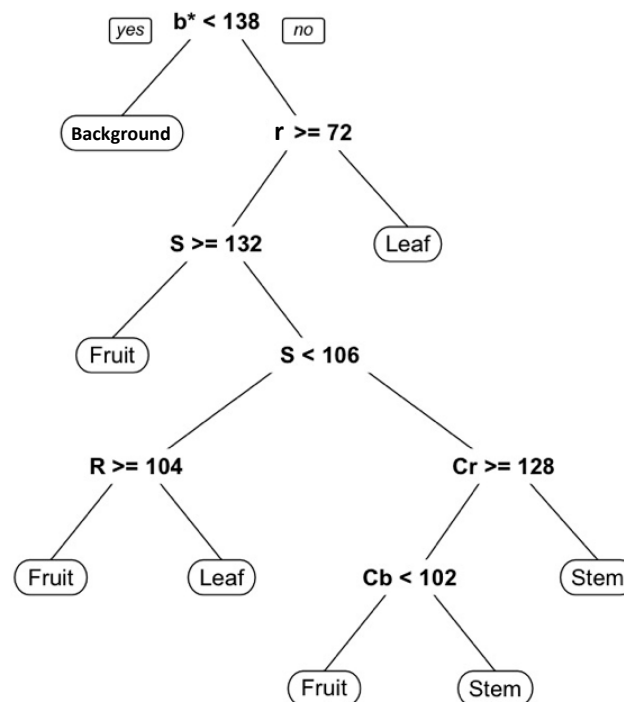 yes b* < 138 no
Background
r >= 72
S >= 132
Leaf
Fruit
S < 106
R >= 104
Cr >= 128
Fruit
Leaf
Cb < 102
Stem
Fruit
Stem